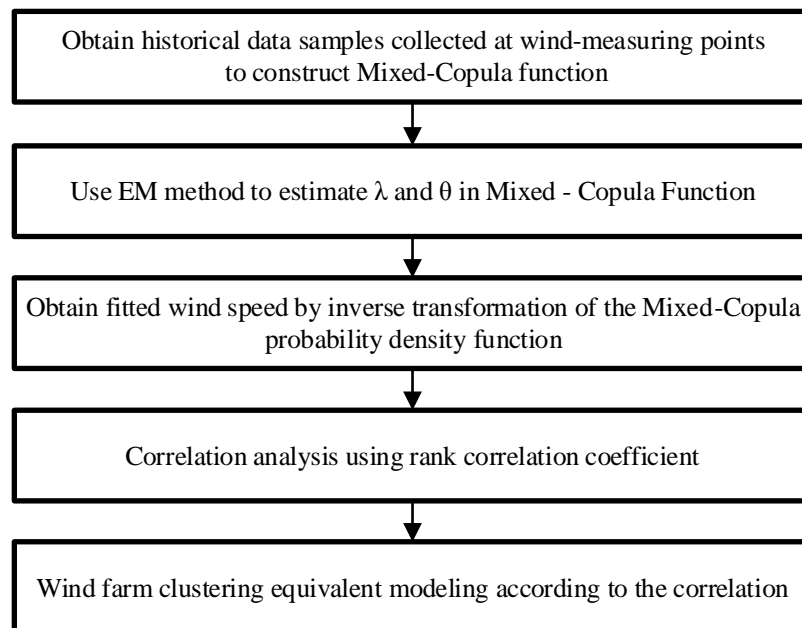 Obtain historical data samples collected at wind-measuring points
to construct Mixed-Copula function
Use EM method to estimate λ and θ in Mixed - Copula Function
Obtain fitted wind speed by inverse transformation of the Mixed-Copula
probability density function
Correlation analysis using rank correlation coefficient
Wind farm clustering equivalent modeling according to the correlation